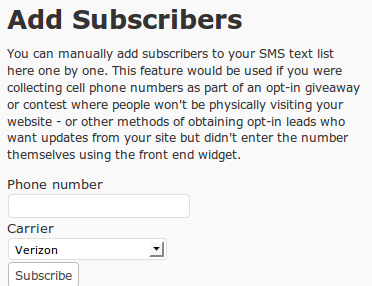 Add Subscribers
You can manually add subscribers to your SMS text list
here one by one. This feature would be used if you were
collecting cell phone numbers as part of an opt-in giveaway
or contest where people won't be physically visiting your
website - or other methods of obtaining opt-in leads who
want updates from your site but didn't enter the number
themselves using the front end widget.
Phone number
Carrier
Verizon
Subscribe